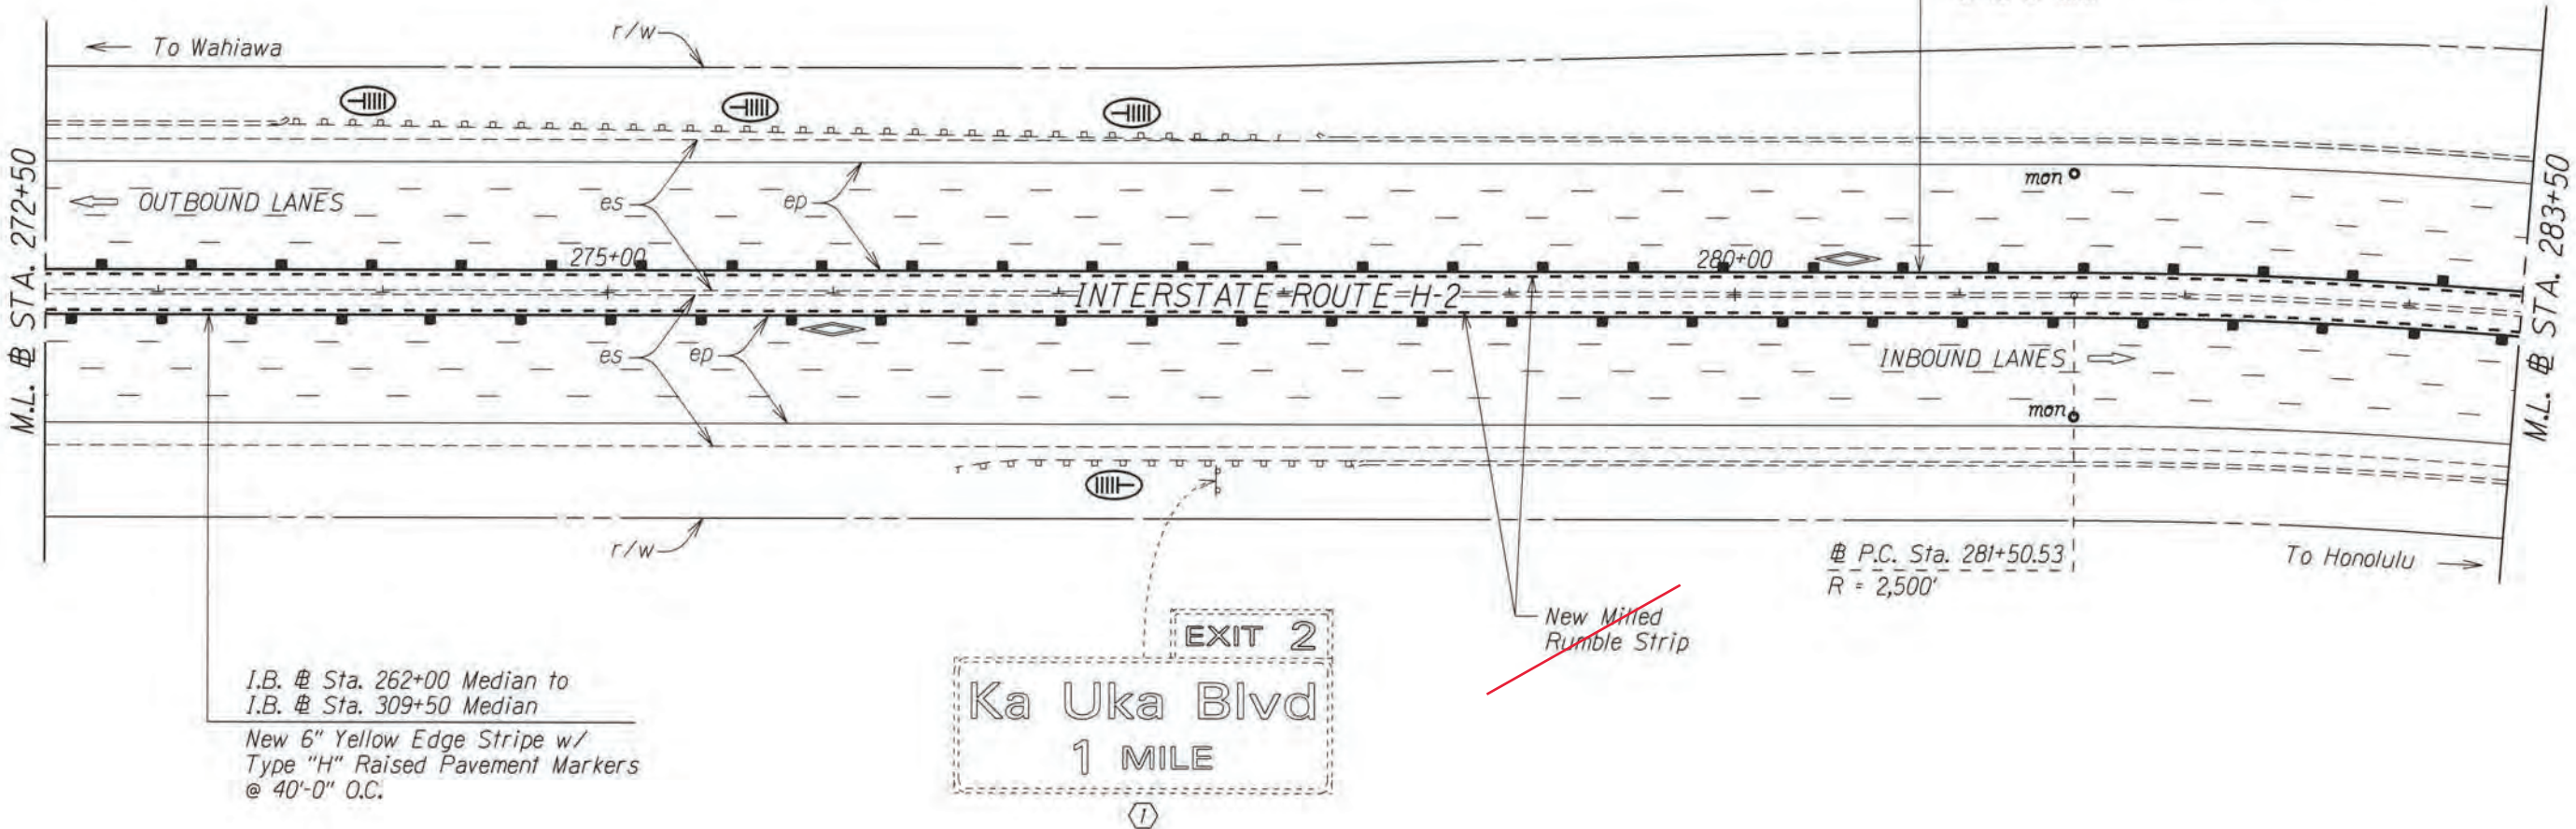 r/w
← To Wahiawa
M.L. ⅊ STA. 272+50
OUTBOUND LANES
es
ep
mon
275+00
280+00
INTERSTATE ROUTE H-2
es
ep
INBOUND LANES
mon
M.L. ⅊ STA. 283+50
r/w
⅊ P.C. Sta. 281+50.53
R = 2,500'
To Honolulu →
New Milled
Rumble Strip
EXIT 2
Ka Uka Blvd
1 MILE
1
I.B. ⅊ Sta. 262+00 Median to
I.B. ⅊ Sta. 309+50 Median
New 6" Yellow Edge Stripe w/
Type "H" Raised Pavement Markers
@ 40'-0" O.C.